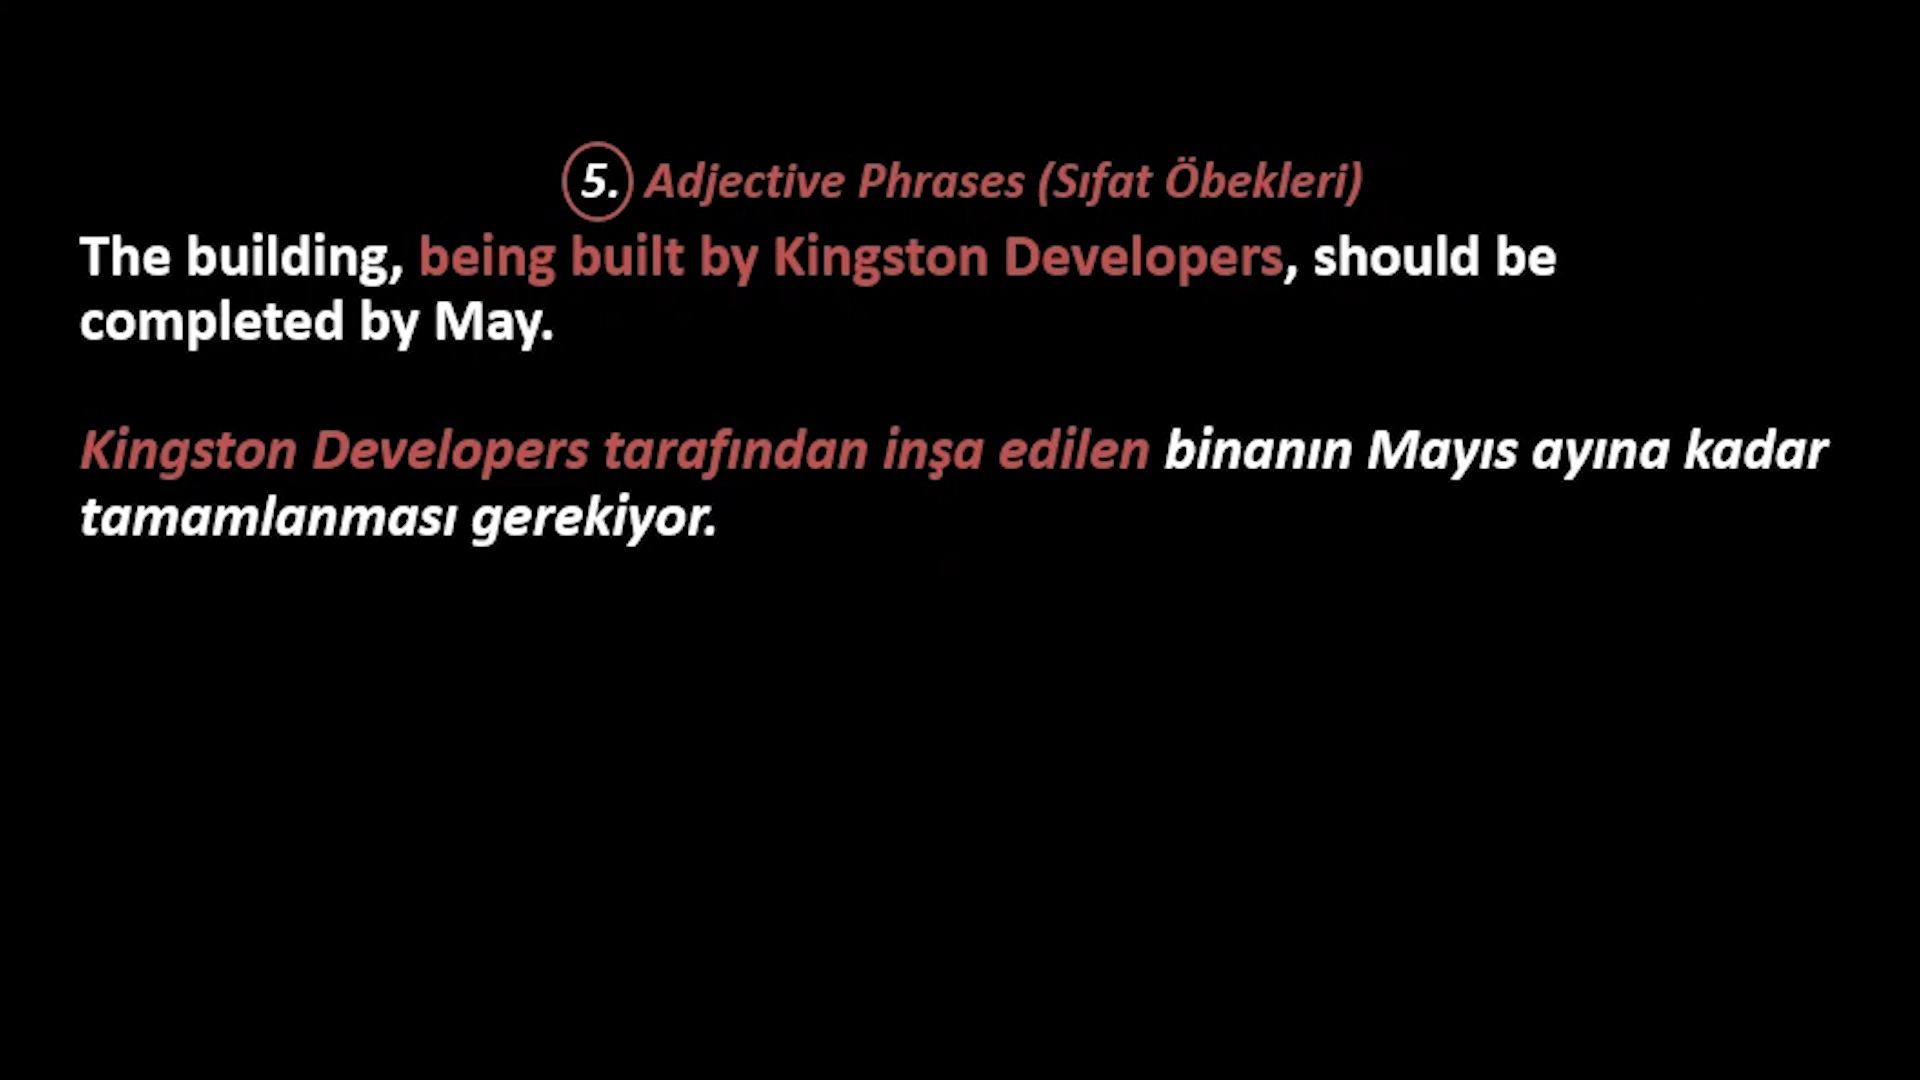 5. Adjective Phrases (Sıfat Öbekleri)
The building, being built by Kingston Developers, should be
completed by May.
Kingston Developers tarafından inşa edilen binanın Mayıs ayına kadar
tamamlanması gerekiyor.